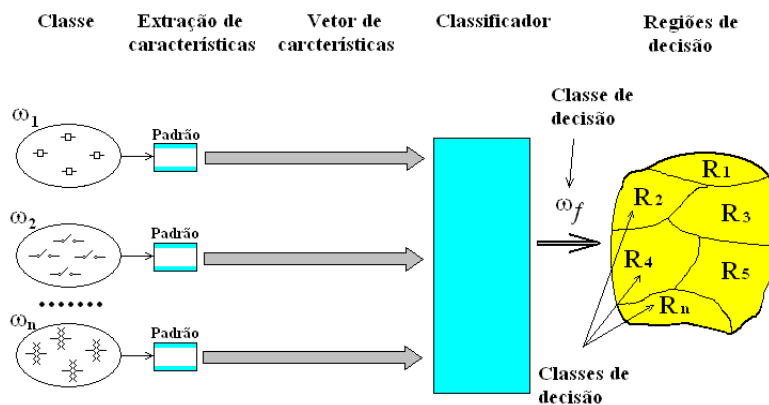 Classe
Extração de
cararacterísticas
Vetor de
carcterísticas
Classificador
Regiões de
decisão
Classe de
decisão
ω1
Padrão
ω2
Padrão
ωn
Padrão
ωf
R1
R2
R3
R4
R5
Rn
Classes de
decisão